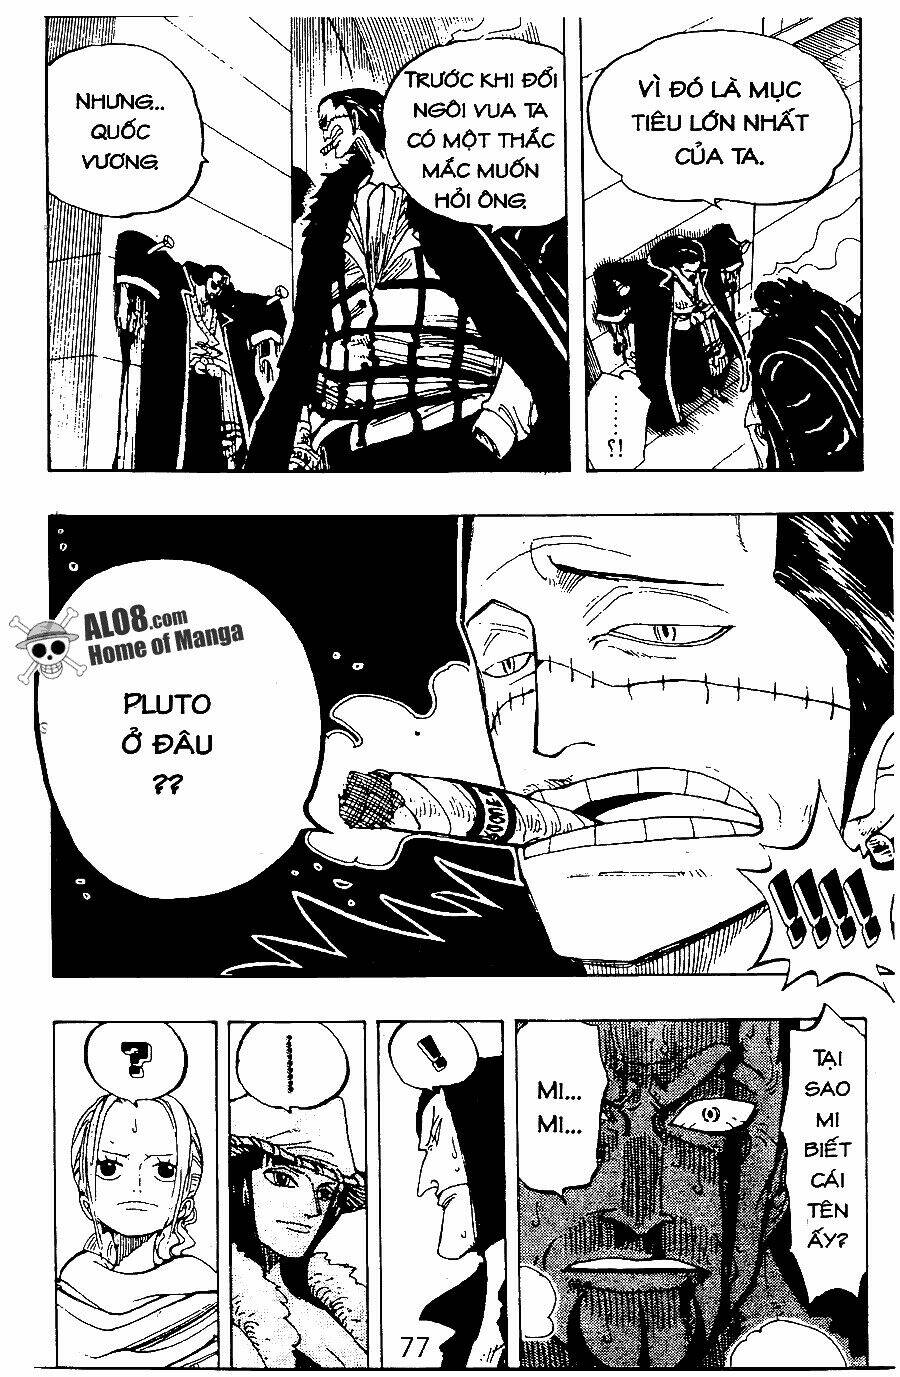 VÌ ĐÓ LÀ MỤC
TIÊU LỚN NHẤT
CỦA TA.
........?!
TRƯỚC KHI ĐỔI
NGÔI VUA TA
CÓ MỘT THẮC
MẮC MUỐN
HỎI ÔNG.
NHƯNG..
QUỐC
VƯƠNG.
ALO8.com
Home of Manga
PLUTO
Ở ĐÂU
??
!!!!
TẠI
SAO
MI
BIẾT
CÁI
TÊN
ẤY?
MI...
MI...
!!
.........
?
77